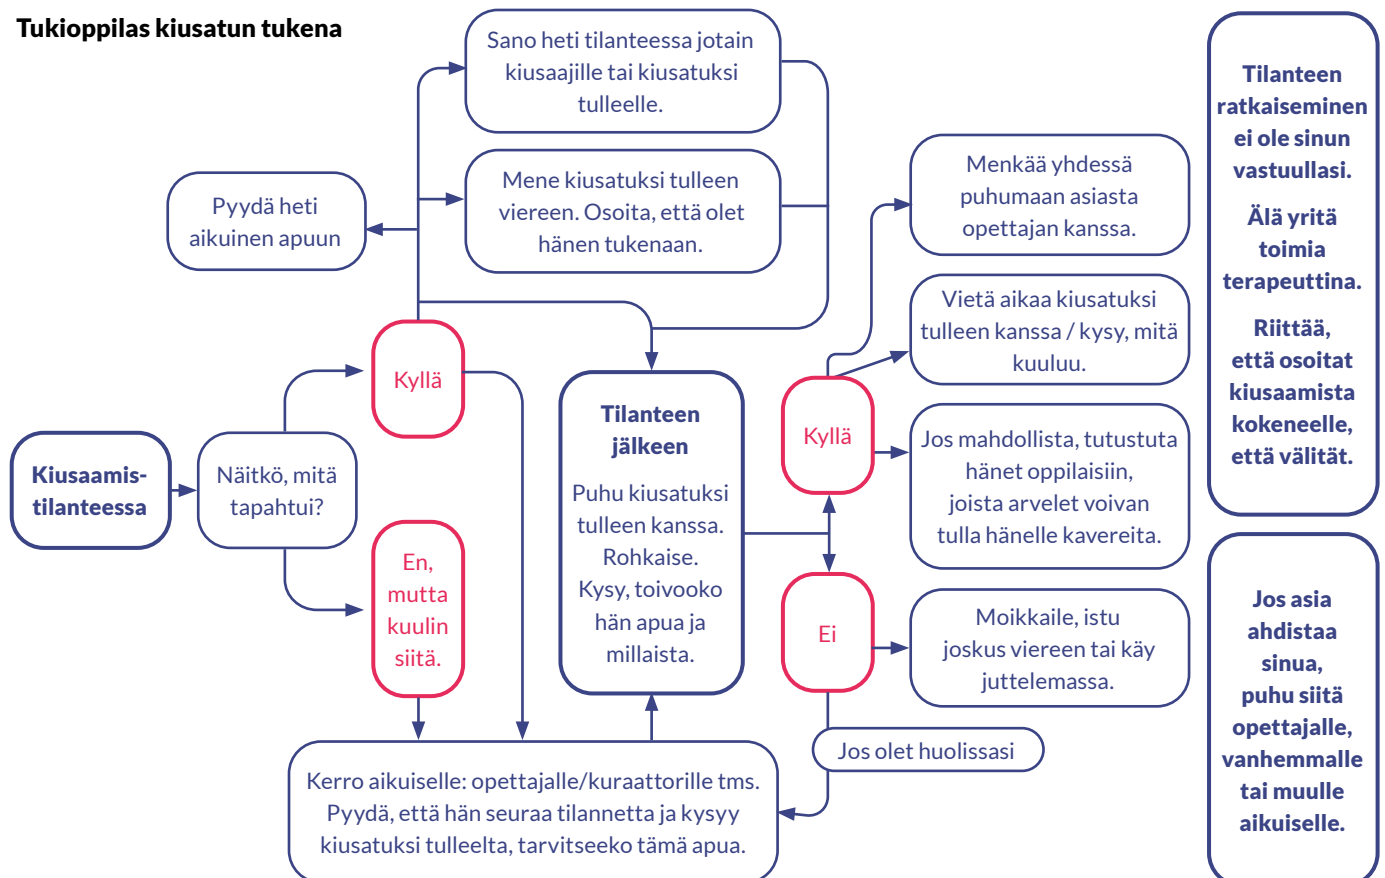 Tukioppilas kiusatun tukena
Sano heti tilanteessa jotain
kiusaajille tai kiusatuksi
tulleelle.
Mene kiusatuksi tulleen
viereen. Osoita, että olet
hänen tukenaan.
Pyydä heti
aikuinen apuun
Kiusaamis-
tilanteessa
Näitkö, mitä
tapahtui?
Kyllä
En,
mutta
kuulin
siitä.
Tilanteen
jälkeen
Puhu kiusatuksi
tulleen kanssa.
Rohkaise.
Kysy, toivooko
hän apua ja
millaista.
Kerro aikuiselle: opettajalle/kuraattorille tms.
Pyydä, että hän seuraa tilannetta ja kysyy
kiusatuksi tulleelta, tarvitseeko tämä apua.
Kyllä
Menkää yhdessä
puhumaan asiasta
opettajan kanssa.
Vietä aikaa kiusatuksi
tulleen kanssa / kysy, mitä
kuuluu.
Jos mahdollista, tutustuta
hänet oppilaisiin,
joista arvelet voivan
tulla hänelle kavereita.
Ei
Moikkaile, istu
joskus viereen tai käy
juttelemassa.
Jos olet huolissasi
Tilanteen
ratkaiseminen
ei ole sinun
vastuullasi.
Älä yritä
toimia
terapeuttina.
Riittää,
että osoitat
kiusaamista
kokeneelle,
että välität.
Jos asia
ahdistaa
sinua,
puhu siitä
opettajalle,
vanhemmalle
tai muulle
aikuiselle.